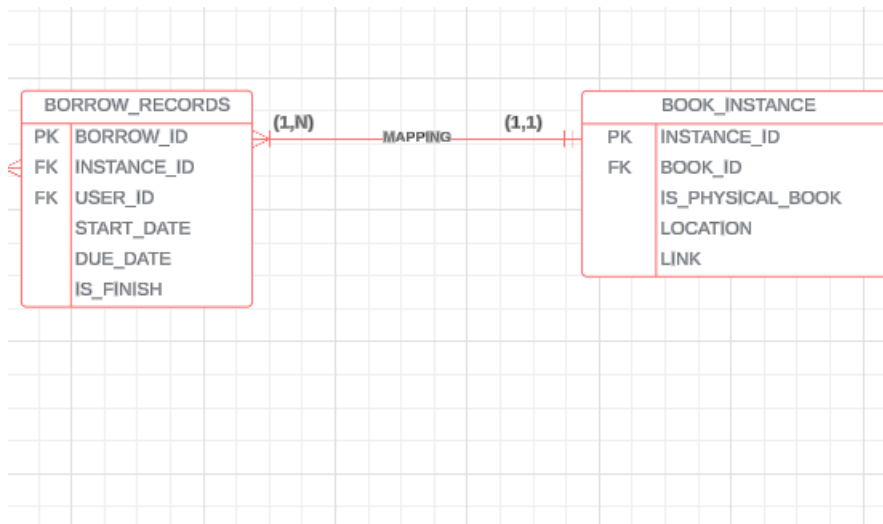 BORROW_RECORDS
PK BORROW_ID
FK INSTANCE_ID
FK USER_ID
START_DATE
DUE_DATE
IS_FINISH
(1,N)
MAPPING
(1,1)
BOOK_INSTANCE
PK INSTANCE_ID
FK BOOK_ID
IS_PHYSICAL_BOOK
LOCATION
LINK